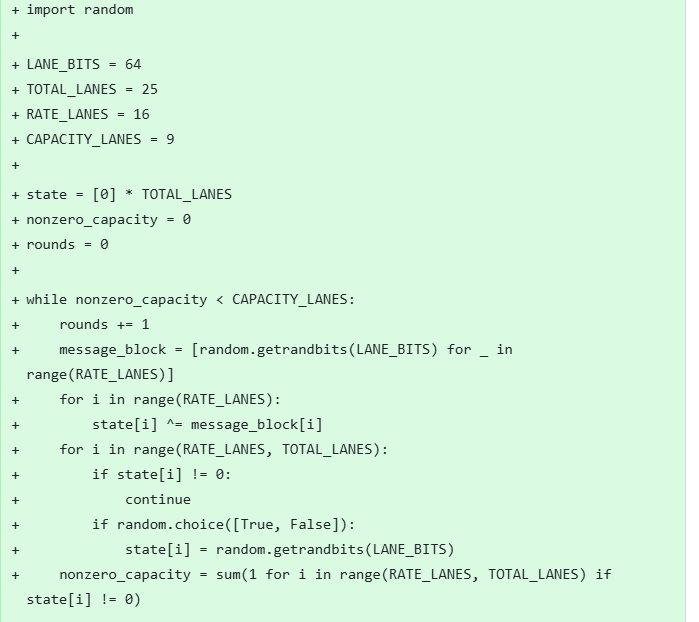 + import random
+
+ LANE_BITS = 64
+ TOTAL_LANES = 25
+ RATE_LANES = 16
+ CAPACITY_LANES = 9
+
+ state = [0] * TOTAL_LANES
+ nonzero_capacity = 0
+ rounds = 0
+
+ while nonzero_capacity < CAPACITY_LANES:
+     rounds += 1
+     message_block = [random.getrandbits(LANE_BITS) for _ in
range(RATE_LANES)]
+     for i in range(RATE_LANES):
+         state[i] ^= message_block[i]
+     for i in range(RATE_LANES, TOTAL_LANES):
+         if state[i] != 0:
+             continue
+         if random.choice([True, False]):
+             state[i] = random.getrandbits(LANE_BITS)
+     nonzero_capacity = sum(1 for i in range(RATE_LANES, TOTAL_LANES) if
state[i] != 0)